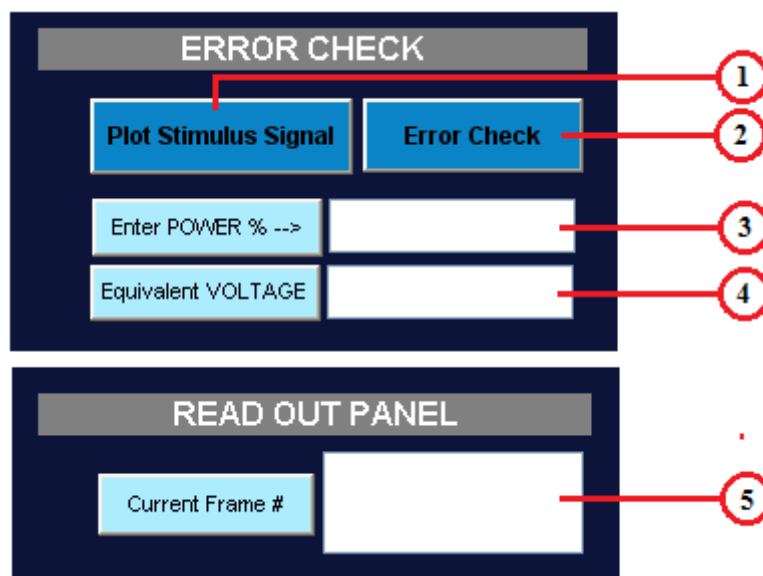 ERROR CHECK
1
Plot Stimulus Signal
Error Check
2
Enter POWER % -->
3
Equivalent VOLTAGE
4
READ OUT PANEL
Current Frame #
5